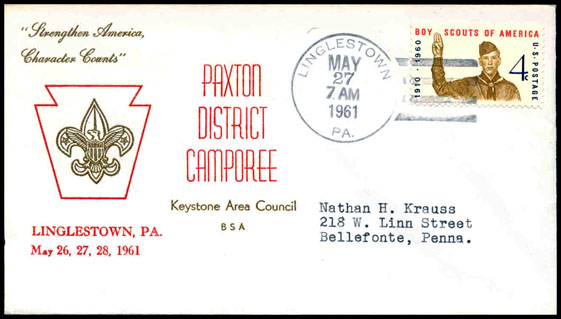 "Strengthen America,
Character Counts"
PAXTON
DISTRICT
CAMPOREE
Keystone Area Council
BSA
LINGLESTOWN, PA.
May 26, 27, 28, 1961
LINGLESTOWN
MAY
27
7 AM
1961
PA.
BOY SCOUTS OF AMERICA
1910 · 1960
4c
U.S. POSTAGE
Nathan H. Krauss
218 W. Linn Street
Bellefonte, Penna.